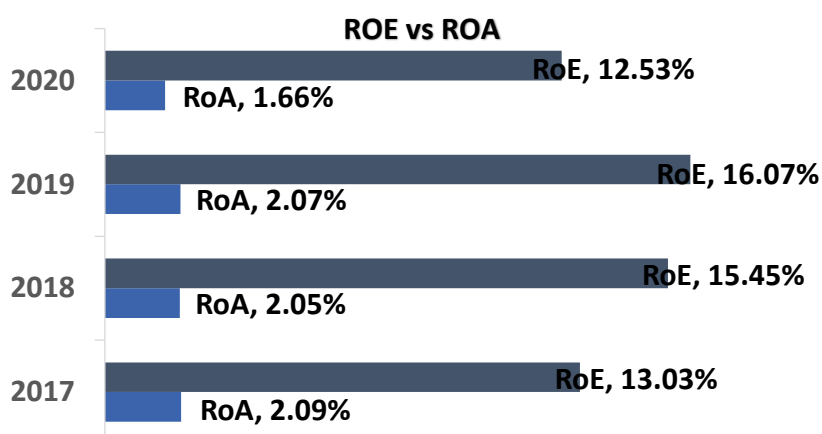 ROE vs ROA
2020
RoE, 12.53%
RoA, 1.66%
2019
RoE, 16.07%
RoA, 2.07%
2018
RoE, 15.45%
RoA, 2.05%
2017
RoE, 13.03%
RoA, 2.09%